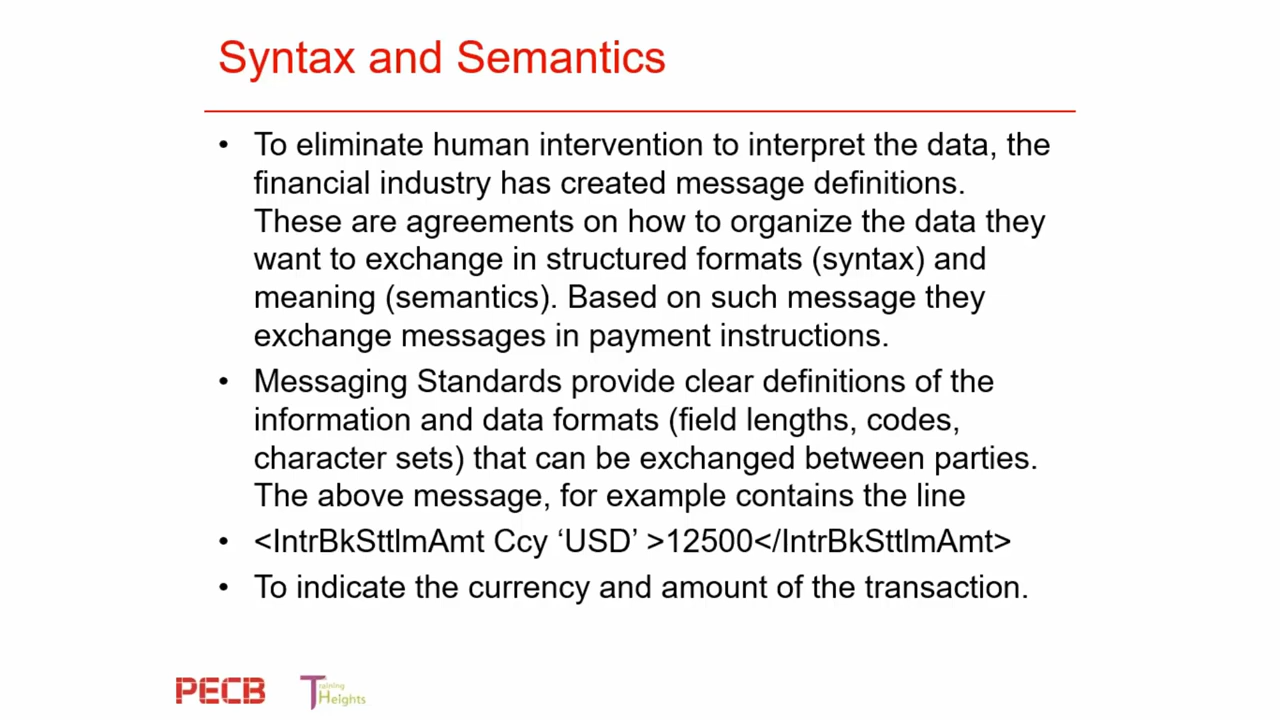 Syntax and Semantics
• To eliminate human intervention to interpret the data, the
financial industry has created message definitions.
These are agreements on how to organize the data they
want to exchange in structured formats (syntax) and
meaning (semantics). Based on such message they
exchange messages in payment instructions.
• Messaging Standards provide clear definitions of the
information and data formats (field lengths, codes,
character sets) that can be exchanged between parties.
The above message, for example contains the line
• <IntrBkSttlmAmt Ccy ‘USD’ >12500</IntrBkSttlmAmt>
• To indicate the currency and amount of the transaction.
PECB
Training
Heights